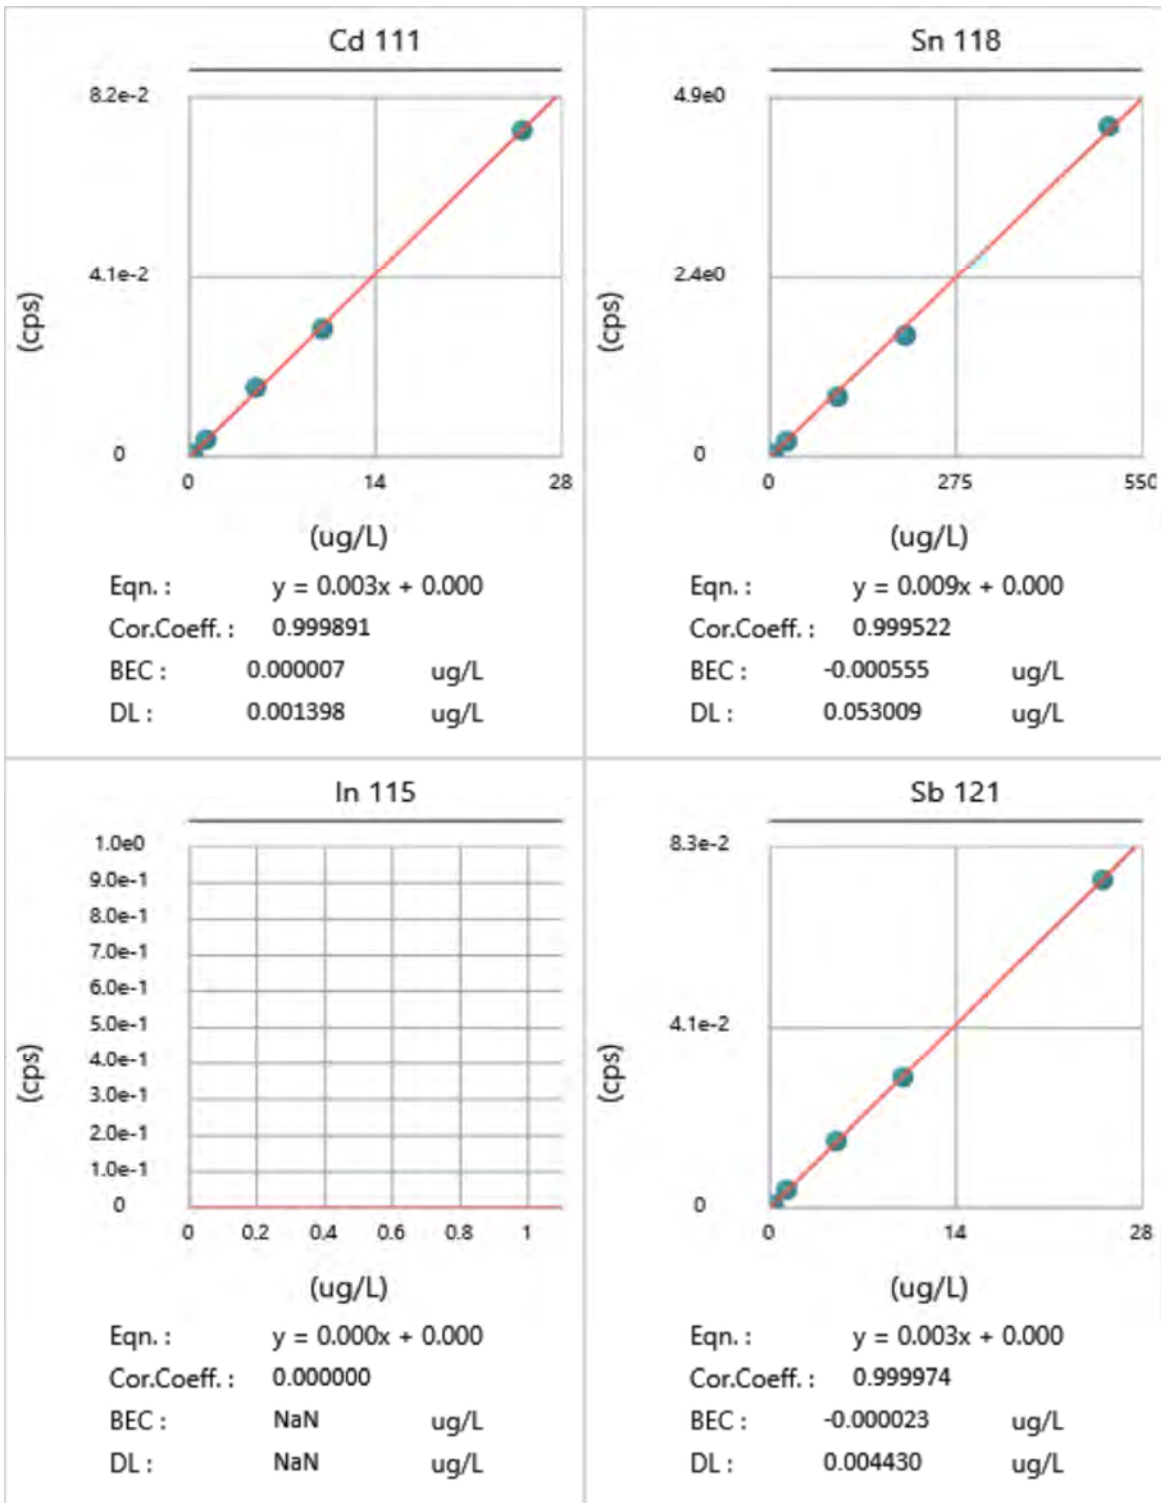 Cd 111
8.2e-2
4.1e-2
0
(cps)
0 14 28
(ug/L)
Eqn. : y = 0.003x + 0.000
Cor.Coeff. : 0.999891
BEC : 0.000007 ug/L
DL : 0.001398 ug/L
Sn 118
4.9e0
2.4e0
0
(cps)
0 275 550
(ug/L)
Eqn. : y = 0.009x + 0.000
Cor.Coeff. : 0.999522
BEC : -0.000555 ug/L
DL : 0.053009 ug/L
In 115
1.0e0
9.0e-1
8.0e-1
7.0e-1
6.0e-1
5.0e-1
4.0e-1
3.0e-1
2.0e-1
1.0e-1
0
(cps)
0 0.2 0.4 0.6 0.8 1
(ug/L)
Eqn. : y = 0.000x + 0.000
Cor.Coeff. : 0.000000
BEC : NaN ug/L
DL : NaN ug/L
Sb 121
8.3e-2
4.1e-2
0
(cps)
0 14 28
(ug/L)
Eqn. : y = 0.003x + 0.000
Cor.Coeff. : 0.999974
BEC : -0.000023 ug/L
DL : 0.004430 ug/L